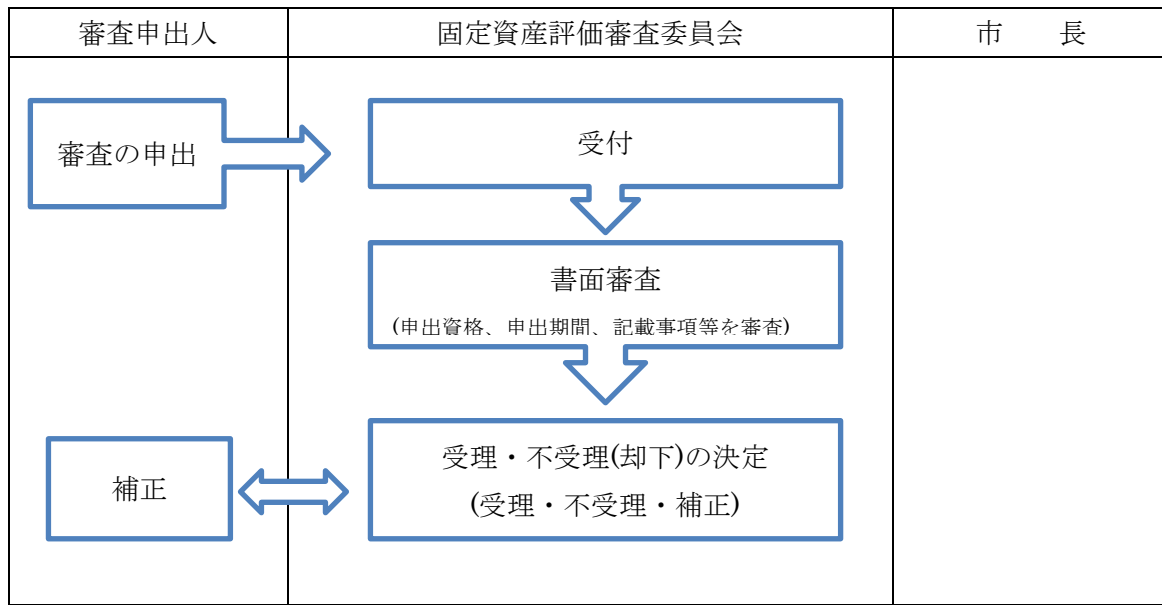 審査申出人
固定資産評価審査委員会
市　　長
審査の申出
受付
書面審査
(申出資格、申出期間、記載事項等を審査)
補正
受理・不受理(却下)の決定
(受理・不受理・補正)